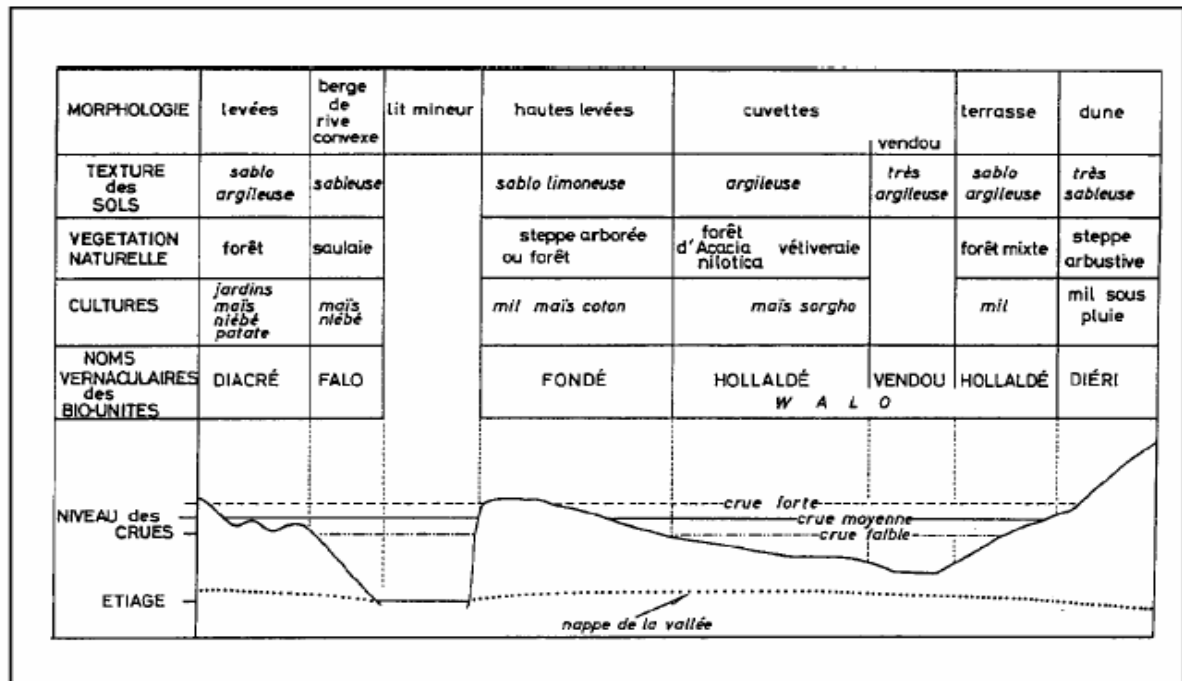 MORPHOLOGIE
levées
berge
de
rive
convexe
lit mineur
hautes levées
cuvettes
vendou
terrasse
dune
TEXTURE
des
SOLS
sablo
argileuse
sableuse
sablo limoneuse
argileuse
très
argileuse
sablo
argileuse
très
sableuse
VEGETATION
NATURELLE
forêt
saulaie
steppe arborée
ou forêt
forêt
d'Acacia
nilotica
vétiveraie
forêt mixte
steppe
arbustive
CULTURES
jardins
maïs
niébé
patate
maïs
niébé
mil maïs coton
maïs sorgho
mil
mil sous
pluie
NOMS
VERNACULAIRES
des
BIO-UNITES
DIACRÉ
FALO
FONDÉ
HOLLALDÉ
VENDOU
HOLLALDÉ
DIÉRI
W A L O
NIVEAU des
CRUES
crue forte
crue moyenne
crue faible
ETIAGE
nappe de la vallée